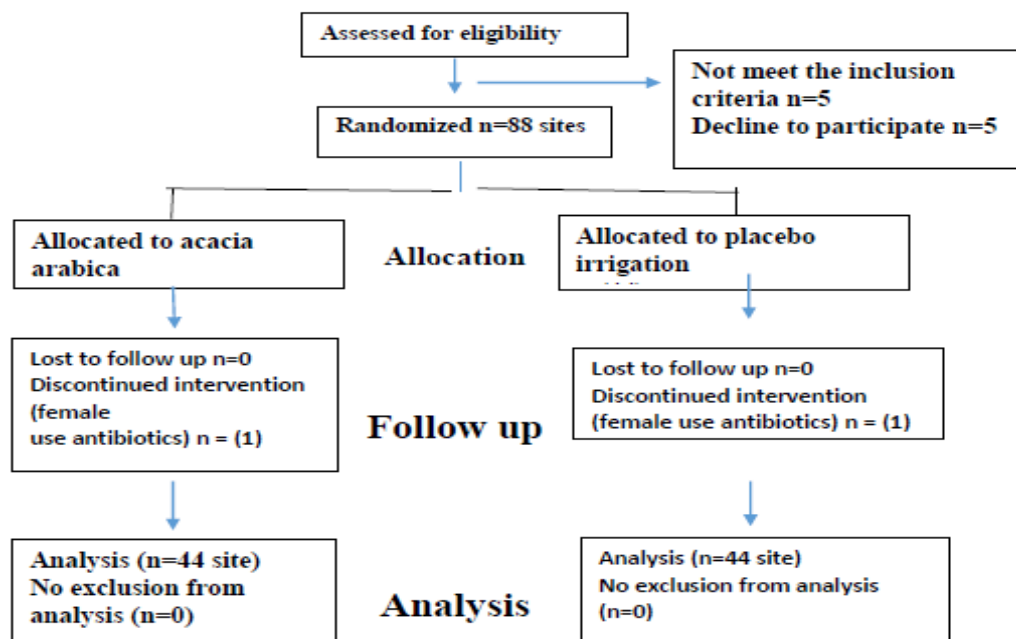 Assessed for eligibility
Not meet the inclusion
criteria n=5
Decline to participate n=5
Randomized n=88 sites
Allocated to acacia
arabica
Allocation
Allocated to placebo
irrigation
Lost to follow up n=0
Discontinued intervention
(female
use antibiotics) n = (1)
Follow up
Lost to follow up n=0
Discontinued intervention
(female use antibiotics) n = (1)
Analysis (n=44 site)
No exclusion from
analysis (n=0)
Analysis
Analysis (n=44 site)
No exclusion from analysis
(n=0)